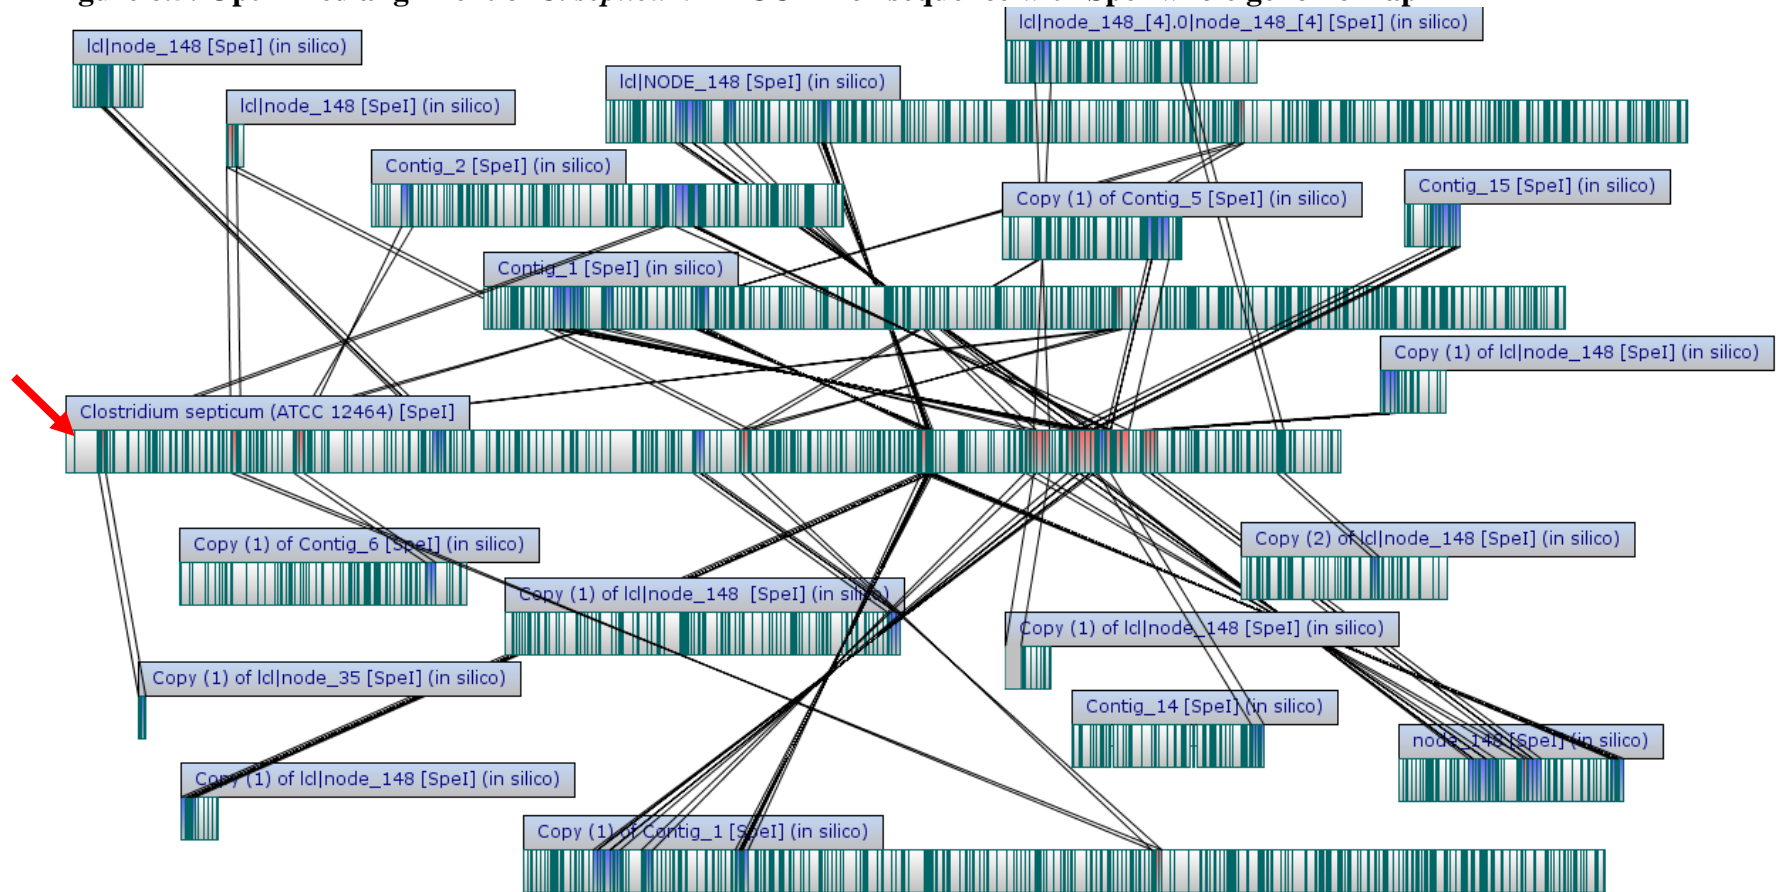 lcl|node_148_[4].0|node_148_[4] [SpeI] (in silico)
lcl|node_148 [SpeI] (in silico)
lcl|NODE_148 [SpeI] (in silico)
lcl|node_148 [SpeI] (in silico)
Contig_2 [SpeI] (in silico)
Contig_15 [SpeI] (in silico)
Copy (1) of Contig_5 [SpeI] (in silico)
Contig_1 [SpeI] (in silico)
Copy (1) of lcl|node_148 [SpeI] (in silico)
Clostridium septicum (ATCC 12464) [SpeI]
Copy (2) of lcl|node_148 [SpeI] (in silico)
Copy (1) of Contig_6 [SpeI] (in silico)
Copy (1) of lcl|node_148 [SpeI] (in silico)
Copy (1) of lcl|node_148 [SpeI] (in silico)
Copy (1) of lcl|node_35 [SpeI] (in silico)
Contig_14 [SpeI] (in silico)
node_148 [SpeI] (in silico)
Copy (1) of lcl|node_148 [SpeI] (in silico)
Copy (1) of Contig_1 [SpeI] (in silico)